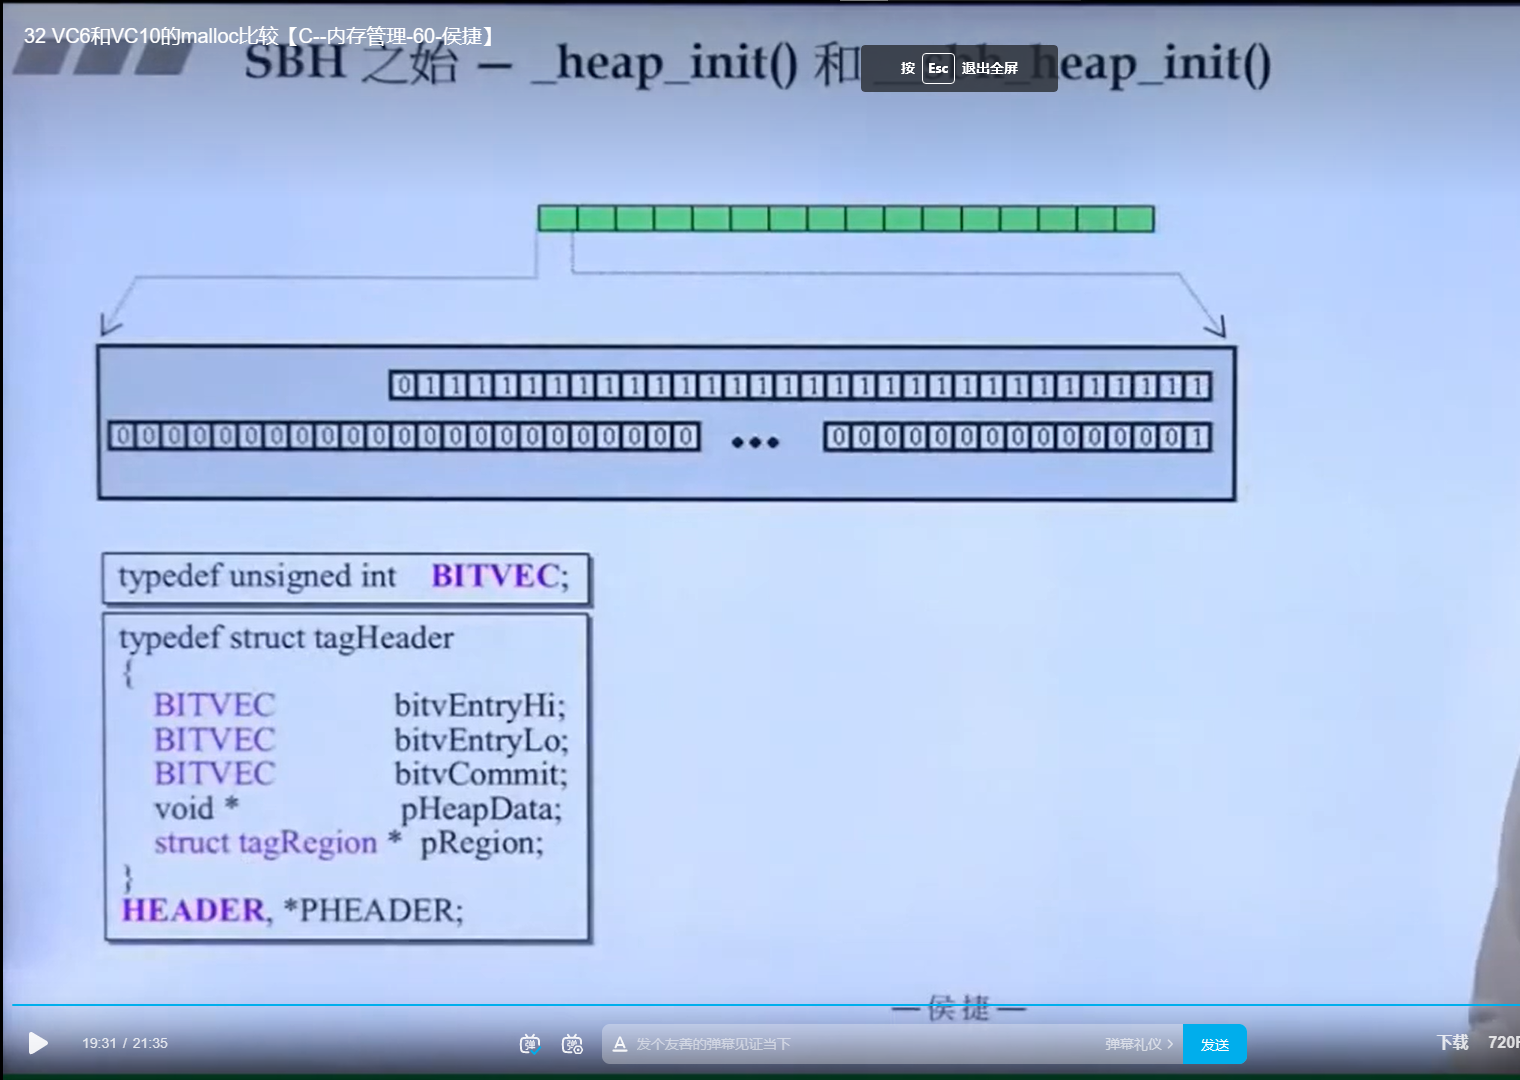 32 VC6和VC10的malloc比较【C--内存管理-60-侯捷】
SBH 之始 — _heap_init() 和 heap_init()
按 Esc 退出全屏
0 1 1 1 1 1 1 1 1 1 1 1 1 1 1 1 1 1 1 1 1 1 1 1 1 1 1 1 1 1 1 1
0 0 0 0 0 0 0 0 0 0 0 0 0 0 0 0 0 0 0 0 0 0 0 ••• 0 0 0 0 0 0 0 0 0 0 0 0 0 0 1
typedef unsigned int BITVEC;
typedef struct tagHeader
{
BITVEC bitvEntryHi;
BITVEC bitvEntryLo;
BITVEC bitvCommit;
void * pHeapData;
struct tagRegion * pRegion;
}
HEADER, *PHEADER;
— 侯捷 —
19:31 / 21:35 弹 弹 A 发个友善的弹幕见证当下 弹幕礼仪 > 发送 下载 720P